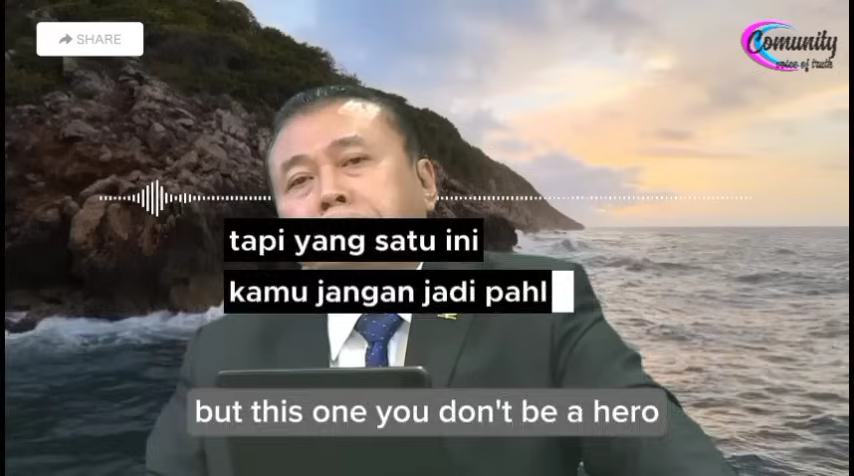 SHARE
Comunity
voice of truth
tapi yang satu ini
kamu jangan jadi pahl
but this one you don't be a hero